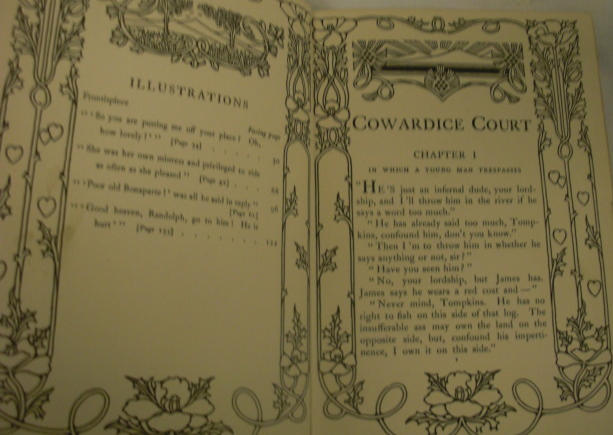 ILLUSTRATIONS
Frontispiece
Facing page
"'So you are putting me off your place! Oh,
how lovely!'" [Page 34] . . . . . 30
"She was her own mistress and privileged to ride
as often as she pleased" [Page 45] . . . .
"'Poor old Bonaparte!' was all he said in reply"
[Page 65] 56
"'Good heaven, Randolph, go to him! He is
hurt'" [Page 133] . . . . . . . 132
COWARDICE COURT
CHAPTER I
IN WHICH A YOUNG MAN TRESPASSES
"HE'S just an infernal dude, your lord-
ship, and I'll throw him in the river if he
says a word too much."
"He has already said too much, Tomp-
kins, confound him, don't you know."
"Then I'm to throw him in whether he
says anything or not, sir?"
"Have you seen him?"
"No, your lordship, but James has.
James says he wears a red coat and—"
"Never mind, Tompkins. He has no
right to fish on this side of that log. The
insufferable ass may own the land on the
opposite side, but, confound his imperti-
nence, I own it on this side."